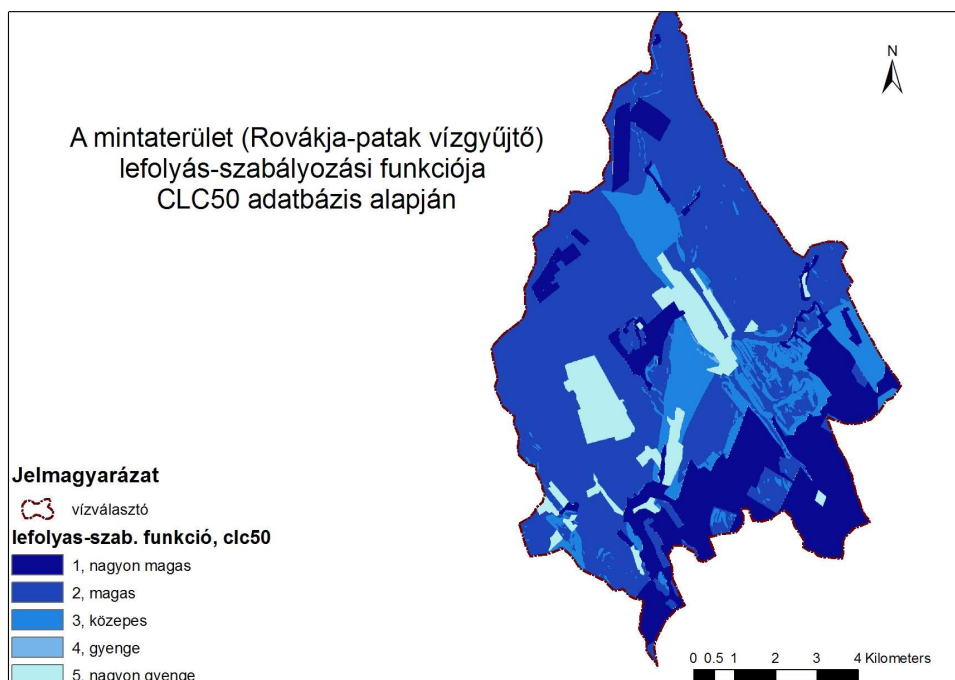 A mintaterület (Rovákja-patak vízgyűjtő)
lefolyás-szabályozási funkciója
CLC50 adatbázis alapján
N
Jelmagyarázat
vízválasztó
lefolyas-szab. funkció, clc50
1, nagyon magas
2, magas
3, közepes
4, gyenge
5, nagyon gyenge
0 0.5 1 2 3 4 Kilometers